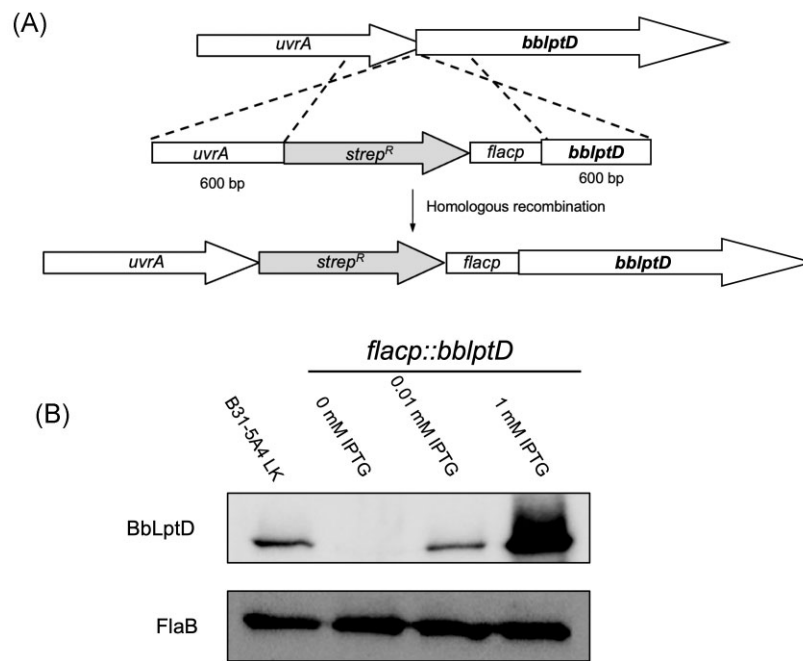 (A)
uvrA bblptD
uvrA strepᴿ flacp bblptD
600 bp 600 bp
Homologous recombination
uvrA strepᴿ flacp bblptD
flacp::bblptD
(B)
B31-5A4 LK
0 mM IPTG
0.01 mM IPTG
1 mM IPTG
BbLptD
FlaB